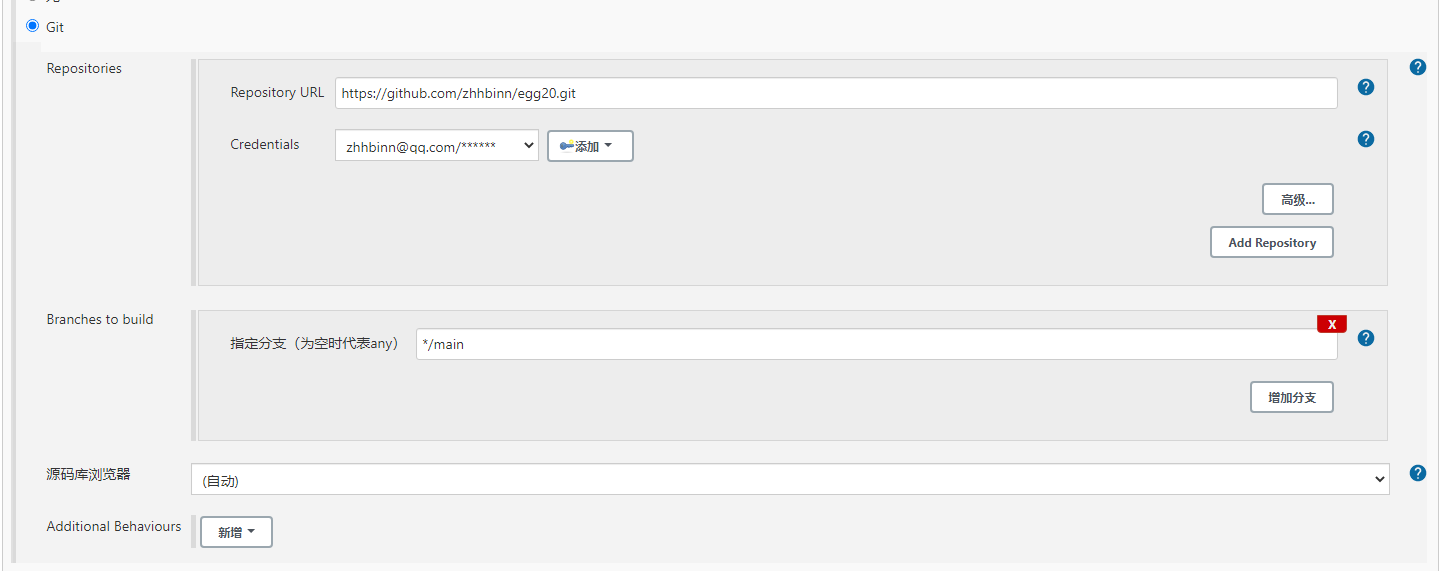 Git
Repositories
Repository URL
https://github.com/zhhbinn/egg20.git
Credentials
zhhbinn@qq.com/******
添加
高级...
Add Repository
Branches to build
X
指定分支（为空时代表any）
*/main
增加分支
源码库浏览器
(自动)
Additional Behaviours
新增